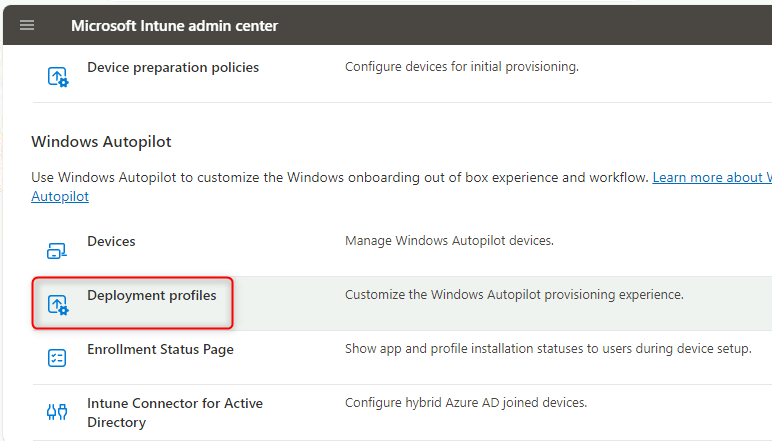 Microsoft Intune admin center
Device preparation policies
Configure devices for initial provisioning.
Windows Autopilot
Use Windows Autopilot to customize the Windows onboarding out of box experience and workflow. Learn more about
Autopilot
Devices
Manage Windows Autopilot devices.
Deployment profiles
Customize the Windows Autopilot provisioning experience.
Enrollment Status Page
Show app and profile installation statuses to users during device setup.
Intune Connector for Active
Directory
Configure hybrid Azure AD joined devices.